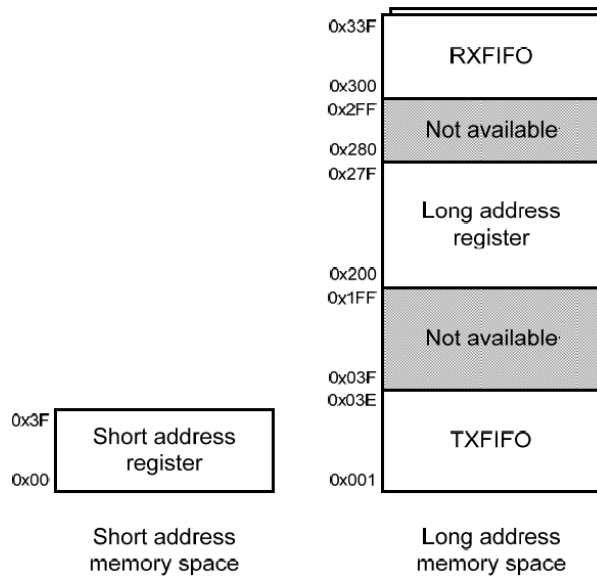 0x33F
RXFIFO
0x300
0x2FF
Not available
0x280
0x27F
Long address
register
0x200
0x1FF
Not available
0x03F
0x03E
TXFIFO
0x001
0x3F
Short address
register
0x00
Short address
memory space
Long address
memory space